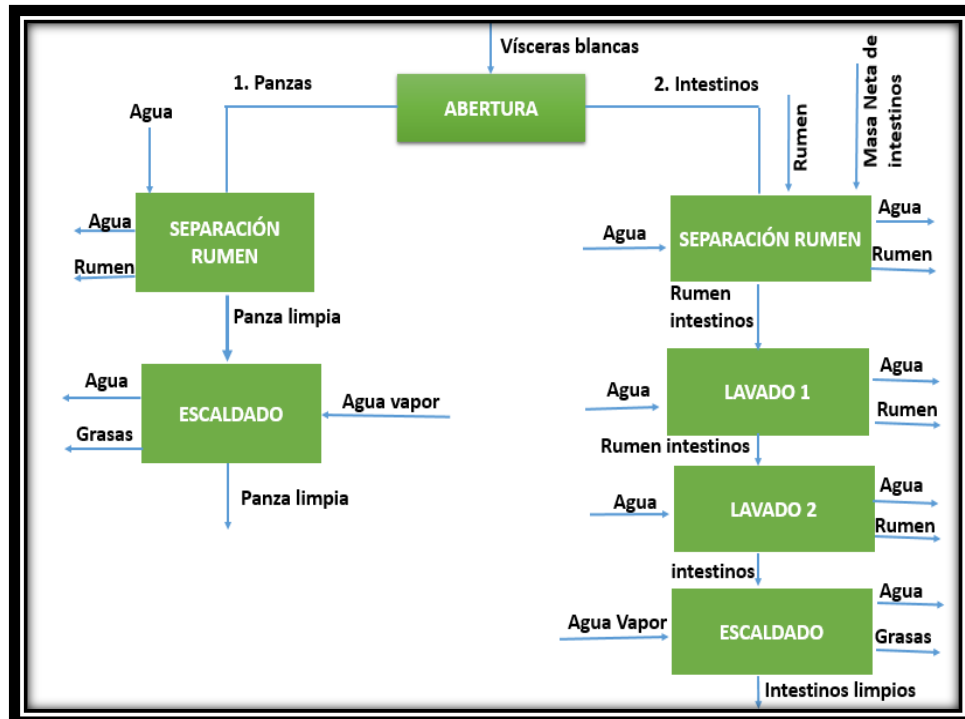 Vísceras blancas
1. Panzas
ABERTURA
2. Intestinos
Rumen
Masa Neta de
intestinos
Agua
SEPARACIÓN
RUMEN
Agua
Rumen
Panza limpia
Agua
Grasas
ESCALDADO
Agua vapor
Panza limpia
Agua
SEPARACIÓN RUMEN
Agua
Rumen
Rumen
intestinos
Agua
LAVADO 1
Agua
Rumen
Rumen intestinos
Agua
LAVADO 2
Agua
Rumen
intestinos
Agua Vapor
ESCALDADO
Agua
Grasas
Intestinos limpios